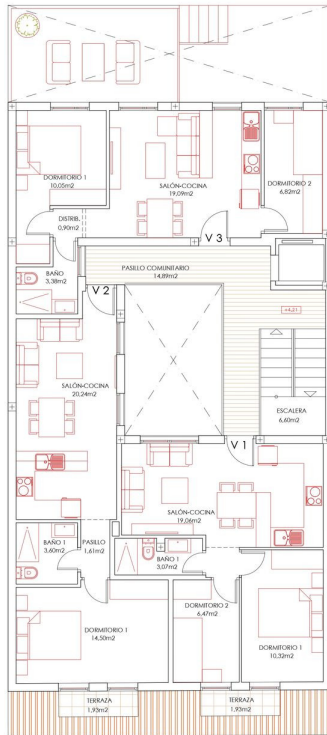 DORMITORIO 1
10,05m2
SALÓN-COCINA
19,09m2
DORMITORIO 2
6,82m2
DISTRIB.
0,90m2
V 3
BAÑO
3,38m2
PASILLO COMUNITARIO
14,89m2
V 2
+4,21
SALÓN-COCINA
20,24m2
ESCALERA
6,60m2
V 1
SALÓN-COCINA
19,06m2
BAÑO 1
3,60m2
PASILLO
1,61m2
BAÑO 1
3,07m2
DORMITORIO 2
6,47m2
DORMITORIO 1
14,50m2
DORMITORIO 1
10,32m2
TERRAZA
1,93m2
TERRAZA
1,93m2